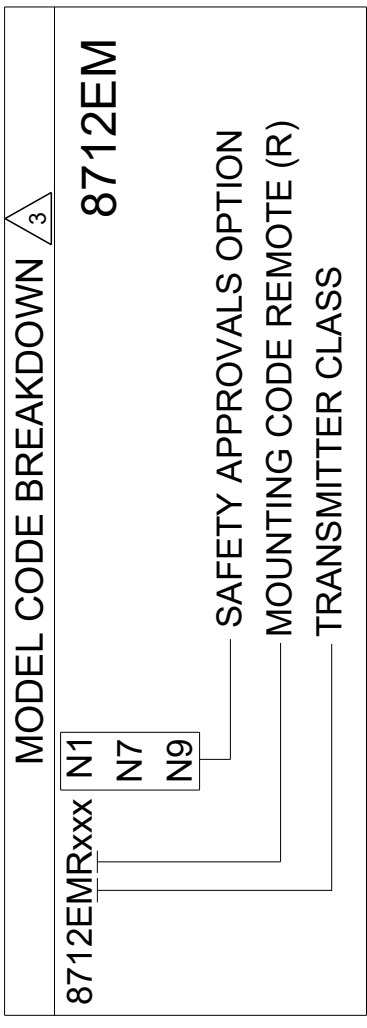 MODEL CODE BREAKDOWN 3
8712EM
8712EMRxxx N1
N7
N9
SAFETY APPROVALS OPTION
MOUNTING CODE REMOTE (R)
TRANSMITTER CLASS